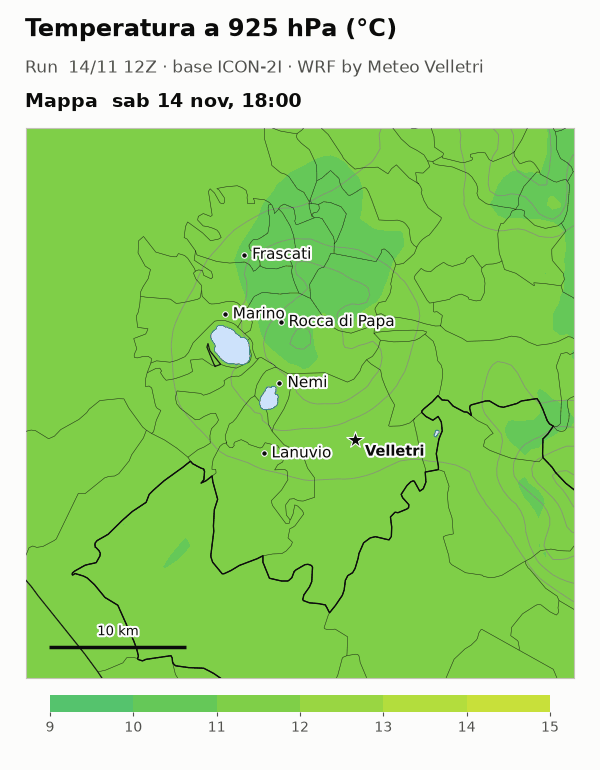 Temperatura a 925 hPa (°C)
Run  14/11 12Z · base ICON-2I · WRF by Meteo Velletri
Mappa  sab 14 nov, 18:00
Frascati
Marino
Rocca di Papa
Nemi
Velletri
Lanuvio
10 km
9 10 11 12 13 14 15